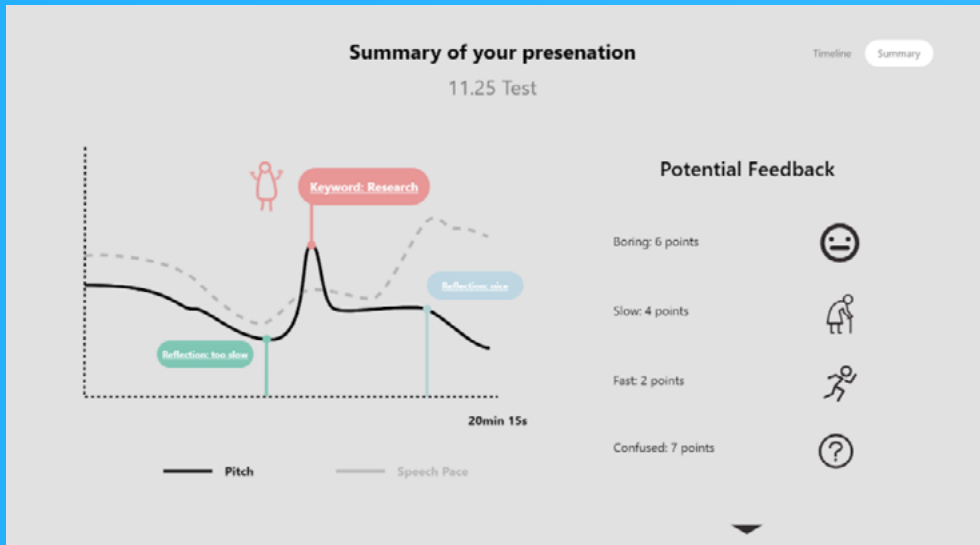 Summary of your presenation
11.25 Test
Timeline
Summary
Keyword: Research
Reflection: nice
Reflection: too slow
20min 15s
Pitch
Speech Pace
Potential Feedback
Boring: 6 points
Slow: 4 points
Fast: 2 points
Confused: 7 points
?